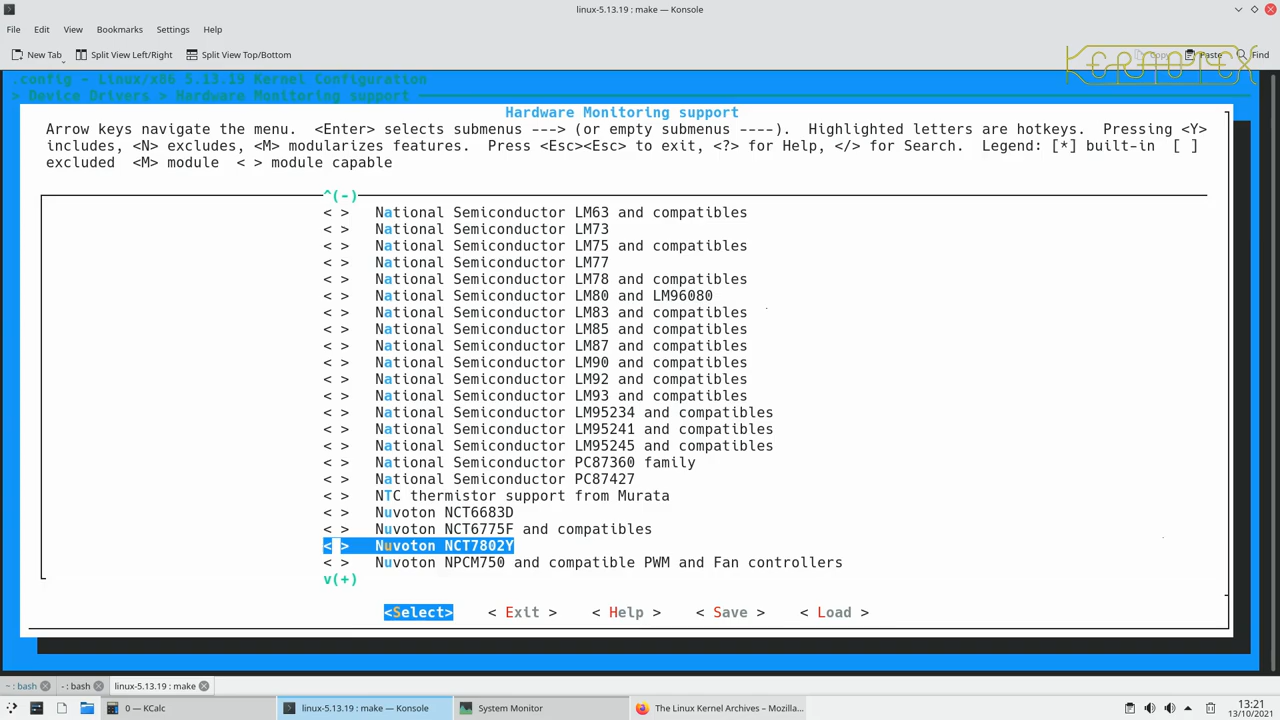 linux-5.13.19 : make — Konsole
File Edit View Bookmarks Settings Help
New Tab Split View Left/Right Split View Top/Bottom Copy Paste Find
KERNOTEX
.config - Linux/x86 5.13.19 Kernel Configuration
> Device Drivers > Hardware Monitoring support
Hardware Monitoring support
Arrow keys navigate the menu. <Enter> selects submenus ---> (or empty submenus ----). Highlighted letters are hotkeys. Pressing <Y>
includes, <N> excludes, <M> modularizes features. Press <Esc><Esc> to exit, <?> for Help, </> for Search. Legend: [*] built-in [ ]
excluded <M> module < > module capable
^(-)
< > National Semiconductor LM63 and compatibles
< > National Semiconductor LM73
< > National Semiconductor LM75 and compatibles
< > National Semiconductor LM77
< > National Semiconductor LM78 and compatibles
< > National Semiconductor LM80 and LM96080
< > National Semiconductor LM83 and compatibles
< > National Semiconductor LM85 and compatibles
< > National Semiconductor LM87 and compatibles
< > National Semiconductor LM90 and compatibles
< > National Semiconductor LM92 and compatibles
< > National Semiconductor LM93 and compatibles
< > National Semiconductor LM95234 and compatibles
< > National Semiconductor LM95241 and compatibles
< > National Semiconductor LM95245 and compatibles
< > National Semiconductor PC87360 family
< > National Semiconductor PC87427
< > NTC thermistor support from Murata
< > Nuvoton NCT6683D
< > Nuvoton NCT6775F and compatibles
< > Nuvoton NCT7802Y
< > Nuvoton NPCM750 and compatible PWM and Fan controllers
v(+)
<Select> < Exit > < Help > < Save > < Load >
~ : bash - : bash linux-5.13.19 : make
0 — KCalc linux-5.13.19 : make — Konsole System Monitor The Linux Kernel Archives – Mozilla...
13:21
13/10/2021